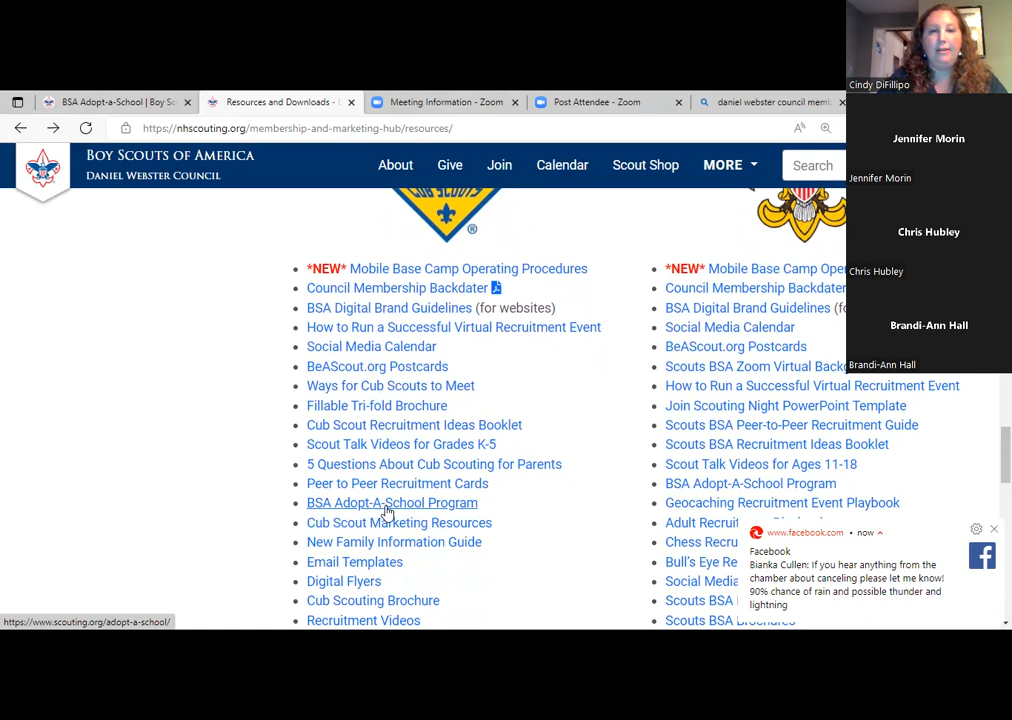 BSA Adopt-a-School | Boy Sc
Resources and Downloads -
Meeting Information - Zoom
Post Attendee - Zoom
daniel webster council memb
https://nhscouting.org/membership-and-marketing-hub/resources/
BOY SCOUTS OF AMERICA
DANIEL WEBSTER COUNCIL
About
Give
Join
Calendar
Scout Shop
MORE
Search
CUB SCOUTS
®
*NEW* Mobile Base Camp Operating Procedures
Council Membership Backdater
BSA Digital Brand Guidelines (for websites)
How to Run a Successful Virtual Recruitment Event
Social Media Calendar
BeAScout.org Postcards
Ways for Cub Scouts to Meet
Fillable Tri-fold Brochure
Cub Scout Recruitment Ideas Booklet
Scout Talk Videos for Grades K-5
5 Questions About Cub Scouting for Parents
Peer to Peer Recruitment Cards
BSA Adopt-A-School Program
Cub Scout Marketing Resources
New Family Information Guide
Email Templates
Digital Flyers
Cub Scouting Brochure
Recruitment Videos
*NEW* Mobile Base Camp Oper
Council Membership Backdater
BSA Digital Brand Guidelines (fo
Social Media Calendar
BeAScout.org Postcards
Scouts BSA Zoom Virtual Backg
How to Run a Successful Virtual Recruitment Event
Join Scouting Night PowerPoint Template
Scouts BSA Peer-to-Peer Recruitment Guide
Scouts BSA Recruitment Ideas Booklet
Scout Talk Videos for Ages 11-18
BSA Adopt-A-School Program
Geocaching Recruitment Event Playbook
Adult Recruit
Chess Recru
Bull's Eye Re
Social Media
Scouts BSA
Scouts BSA Brochures
https://www.scouting.org/adopt-a-school/
www.facebook.com • now
Facebook
Bianka Cullen: If you hear anything from the
chamber about canceling please let me know!
90% chance of rain and possible thunder and
lightning
Cindy DiFillipo
Jennifer Morin
Jennifer Morin
Chris Hubley
Chris Hubley
Brandi-Ann Hall
Brandi-Ann Hall